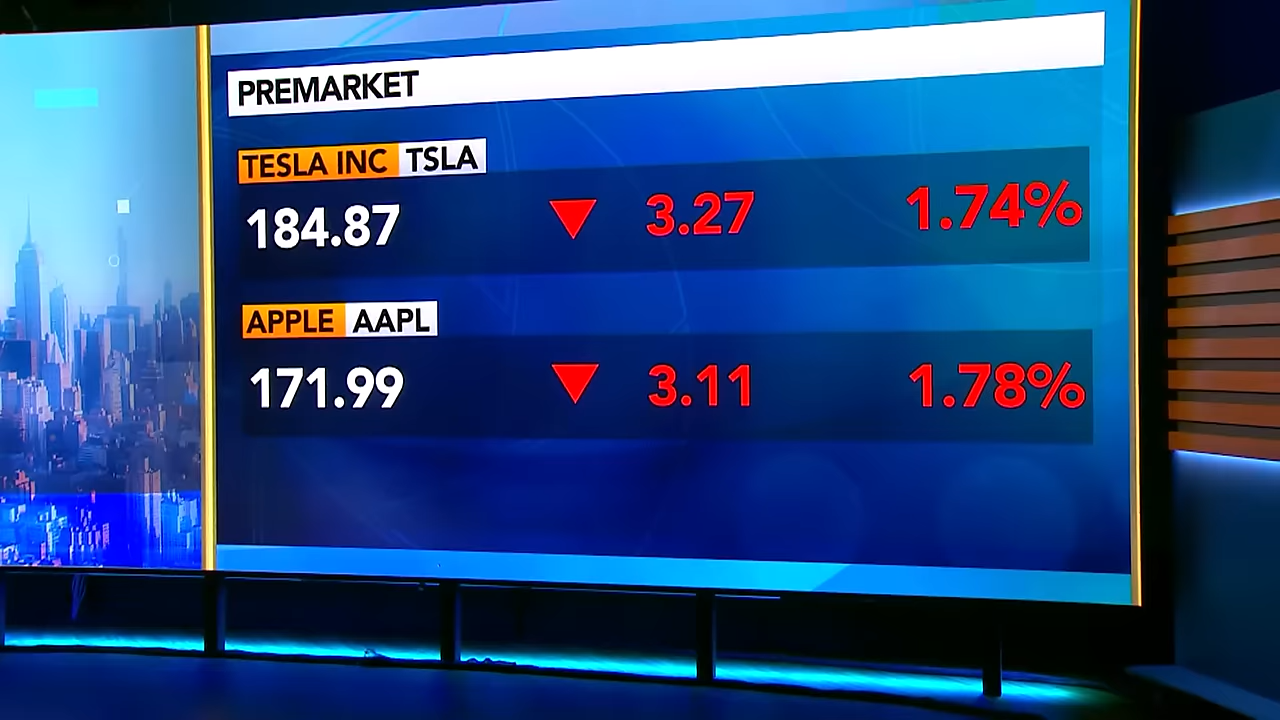 PREMARKET
TESLA INC TSLA
184.87 ▼ 3.27 1.74%
APPLE AAPL
171.99 ▼ 3.11 1.78%